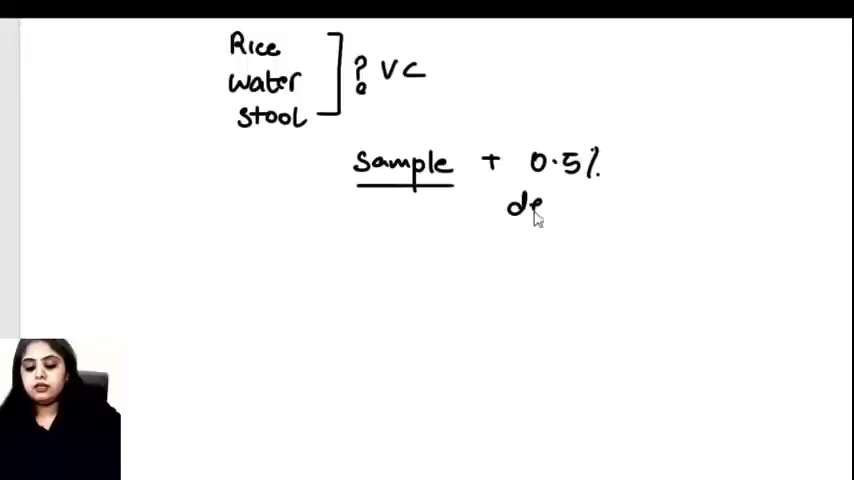 Rice
water
stool
? VC
sample + 0.5%
de